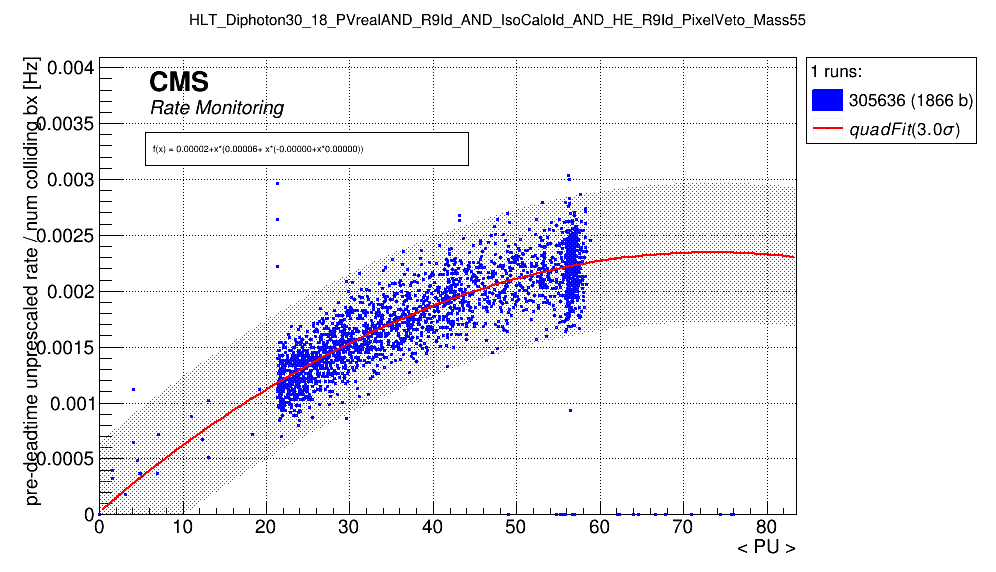 HLT_Diphoton30_18_PVrealAND_R9Id_AND_IsoCaloId_AND_HE_R9Id_PixelVeto_Mass55
pre-deadtime unprescaled rate / num colliding bx [Hz]
0.004
0.0035
0.003
0.0025
0.002
0.0015
0.001
0.0005
0
CMS
Rate Monitoring
f(x) = 0.00002+x*(0.00006+ x*(-0.00000+x*0.00000))
1 runs:
305636 (1866 b)
quadFit(3.0σ)
0 10 20 30 40 50 60 70 80
< PU >